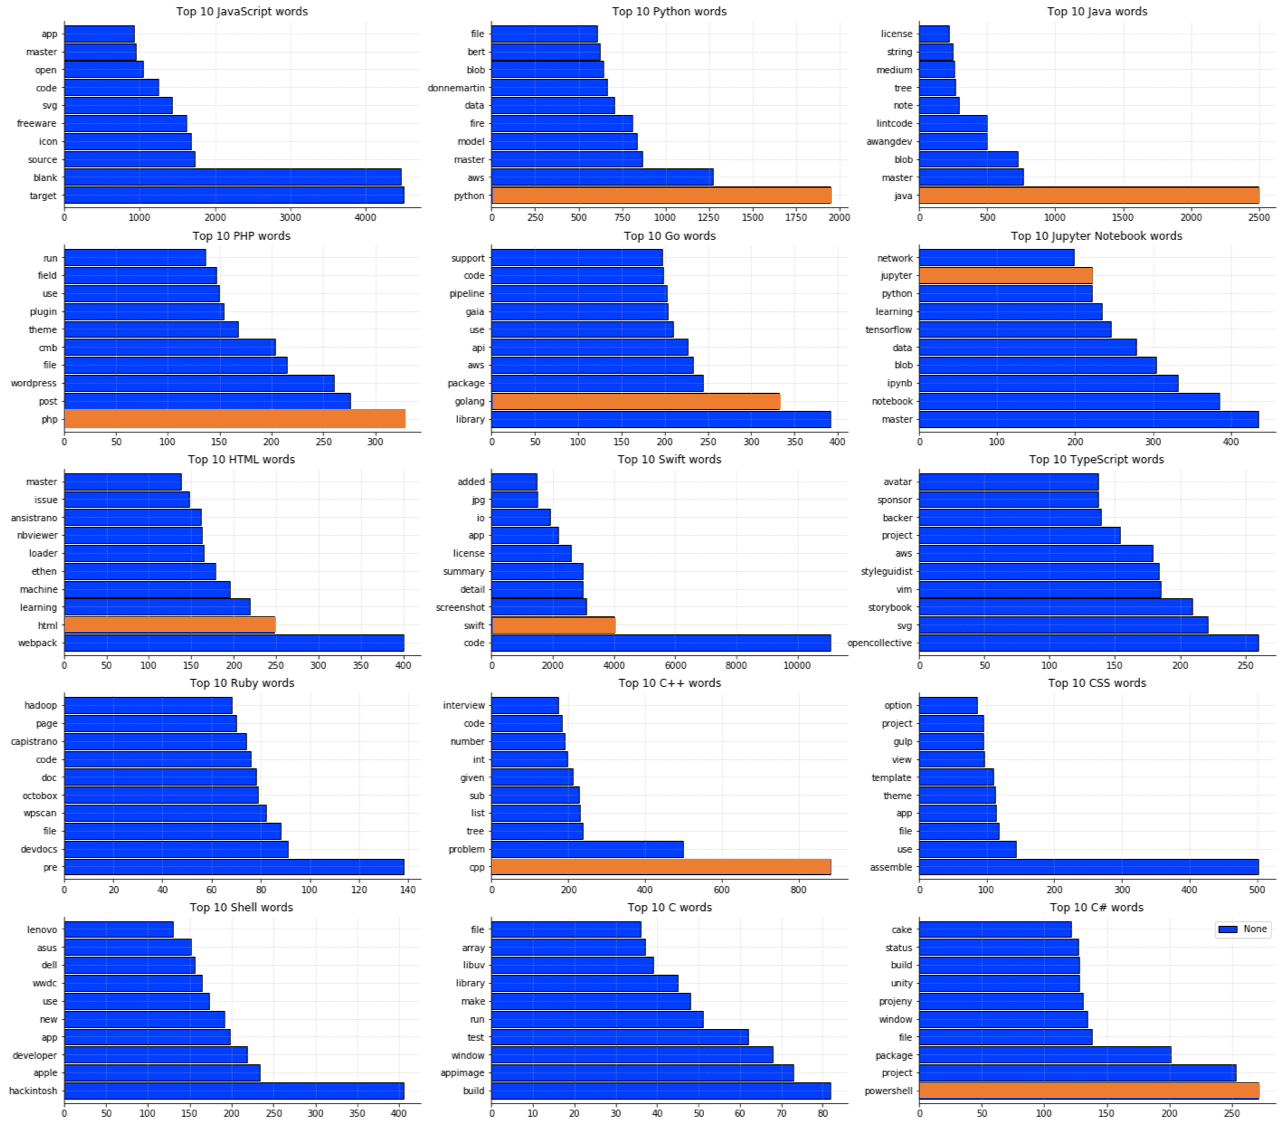 Top 10 JavaScript words
app
master
open
code
svg
freeware
icon
source
blank
target
0 1000 2000 3000 4000
Top 10 Python words
file
bert
blob
donnemartin
data
fire
model
master
aws
python
0 250 500 750 1000 1250 1500 1750 2000
Top 10 Java words
license
string
medium
tree
note
lintcode
awangdev
blob
master
java
0 500 1000 1500 2000 2500
Top 10 PHP words
run
field
use
plugin
theme
cmb
file
wordpress
post
php
0 50 100 150 200 250 300
Top 10 Go words
support
code
pipeline
gaia
use
api
aws
package
golang
library
0 50 100 150 200 250 300 350 400
Top 10 Jupyter Notebook words
network
jupyter
python
learning
tensorflow
data
blob
ipynb
notebook
master
0 100 200 300 400
Top 10 HTML words
master
issue
ansistrano
nbviewer
loader
ethen
machine
learning
html
webpack
0 50 100 150 200 250 300 350 400
Top 10 Swift words
added
jpg
io
app
license
summary
detail
screenshot
swift
code
0 2000 4000 6000 8000 10000
Top 10 TypeScript words
avatar
sponsor
backer
project
aws
styleguidist
vim
storybook
svg
opencollective
0 50 100 150 200 250
Top 10 Ruby words
hadoop
page
capistrano
code
doc
octobox
wpscan
file
devdocs
pre
0 20 40 60 80 100 120 140
Top 10 C++ words
interview
code
number
int
given
sub
list
tree
problem
cpp
0 200 400 600 800
Top 10 CSS words
option
project
gulp
view
template
theme
app
file
use
assemble
0 100 200 300 400 500
Top 10 Shell words
lenovo
asus
dell
wwdc
use
new
app
developer
apple
hackintosh
0 50 100 150 200 250 300 350 400
Top 10 C words
file
array
libuv
library
make
run
test
window
appimage
build
0 10 20 30 40 50 60 70 80
Top 10 C# words
None
cake
status
build
unity
projeny
window
file
package
project
powershell
0 50 100 150 200 250